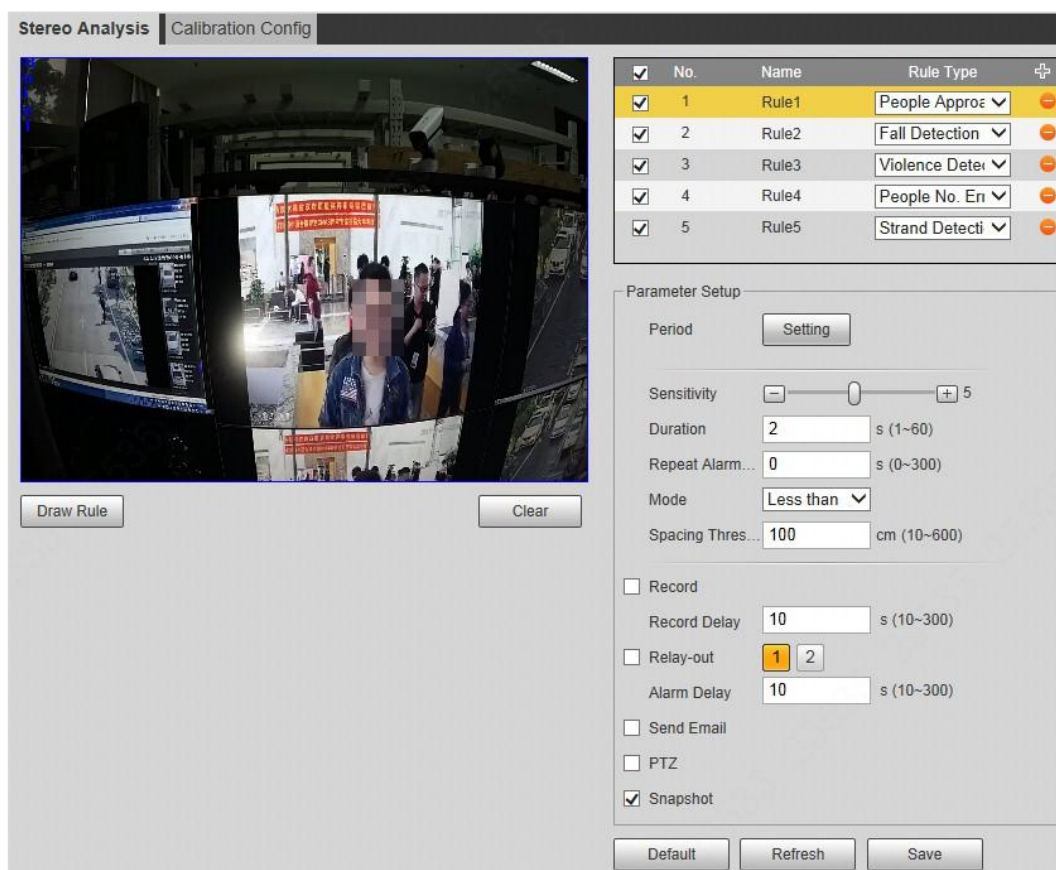 Stereo Analysis
Calibration Config
No. Name Rule Type
1 Rule1 People Approa
2 Rule2 Fall Detection
3 Rule3 Violence Dete
4 Rule4 People No. Err
5 Rule5 Strand Detecti
Parameter Setup
Period Setting
Sensitivity 5
Duration 2 s (1~60)
Repeat Alarm... 0 s (0~300)
Mode Less than
Spacing Thres... 100 cm (10~600)
Draw Rule
Clear
Record
Record Delay 10 s (10~300)
Relay-out 1 2
Alarm Delay 10 s (10~300)
Send Email
PTZ
Snapshot
Default Refresh Save